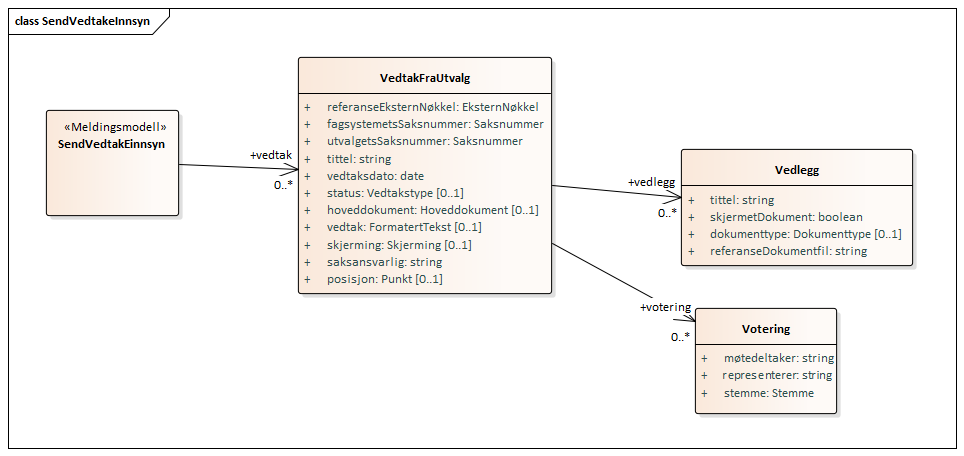 class SendVedtakeInnsyn
«Meldingsmodell»
SendVedtakEinnsyn
+vedtak
0..*
VedtakFraUtvalg
+ referanseEksternNøkkel: EksternNøkkel
+ fagsystemetsSaksnummer: Saksnummer
+ utvalgetsSaksnummer: Saksnummer
+ tittel: string
+ vedtaksdato: date
+ status: Vedtakstype [0..1]
+ hoveddokument: Hoveddokument [0..1]
+ vedtak: FormatertTekst [0..1]
+ skjerming: Skjerming [0..1]
+ saksansvarlig: string
+ posisjon: Punkt [0..1]
+vedlegg
0..*
Vedlegg
+ tittel: string
+ skjermetDokument: boolean
+ dokumenttype: Dokumenttype [0..1]
+ referanseDokumentfil: string
+votering
0..*
Votering
+ møtedeltaker: string
+ representerer: string
+ stemme: Stemme